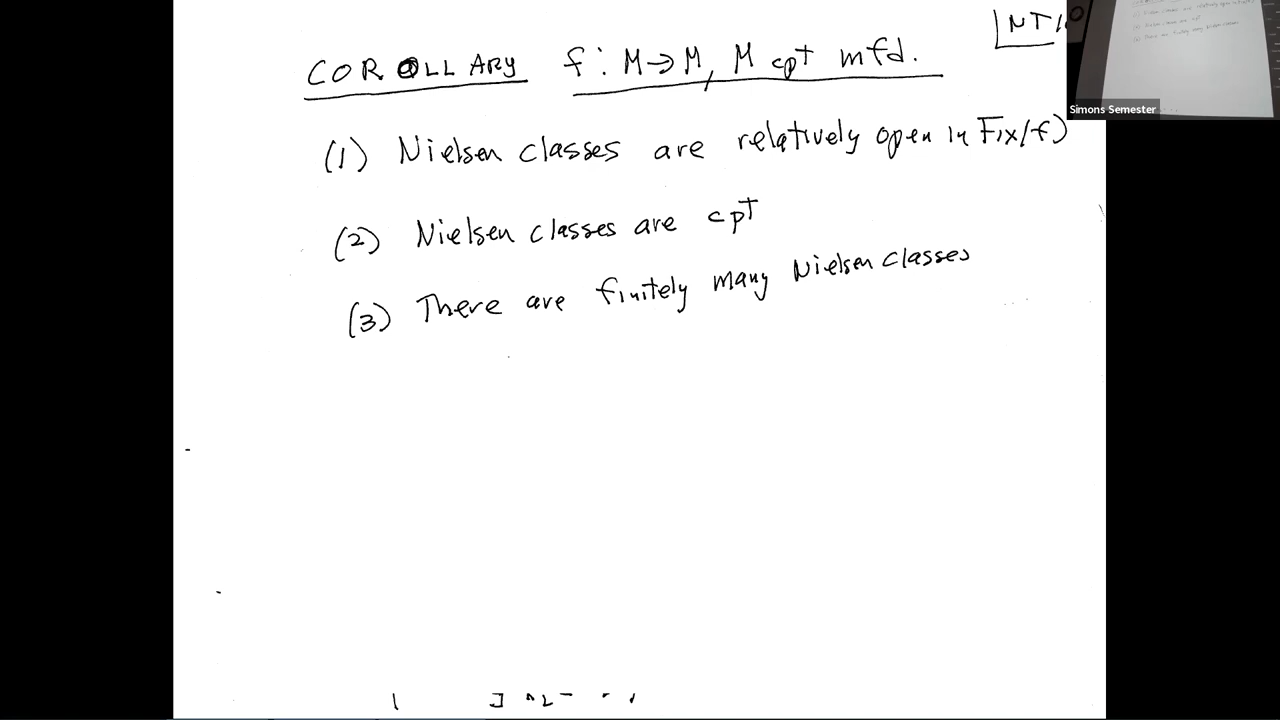 NT10
COROLLARY f: M→M, M cpt mfd.
Simons Semester
(1) Nielsen classes are relatively open in Fix(f)
(2) Nielsen classes are cpt
(3) There are finitely many Nielsen classes